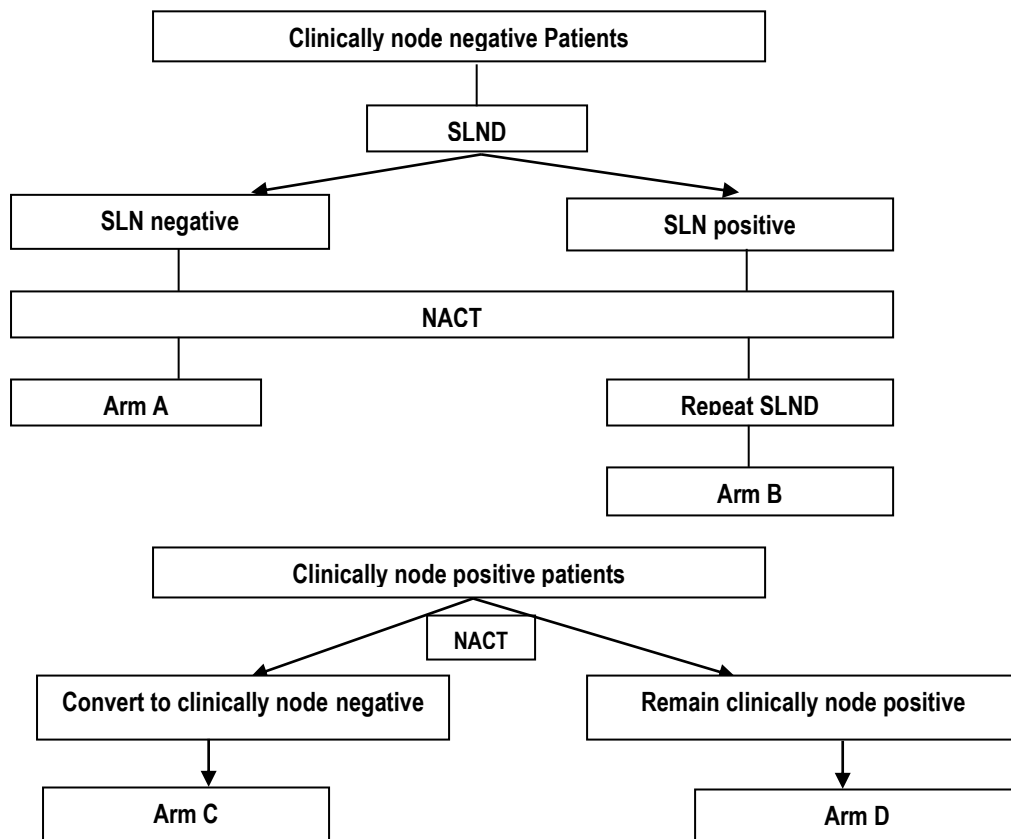 Clinically node negative Patients
SLND
SLN negative
SLN positive
NACT
Arm A
Repeat SLND
Arm B
Clinically node positive patients
NACT
Convert to clinically node negative
Remain clinically node positive
Arm C
Arm D